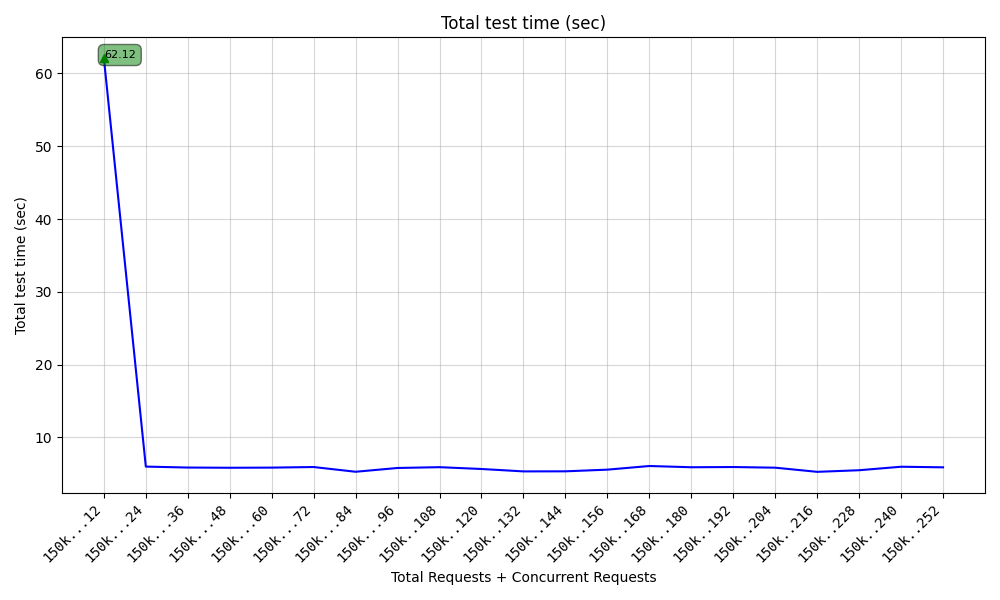 Total test time (sec)
62.12
Total test time (sec)
60
50
40
30
20
10
150k...12
150k...24
150k...36
150k...48
150k...60
150k...72
150k...84
150k...96
150k..108
150k..120
150k..132
150k..144
150k..156
150k..168
150k..180
150k..192
150k..204
150k..216
150k..228
150k..240
150k..252
Total Requests + Concurrent Requests